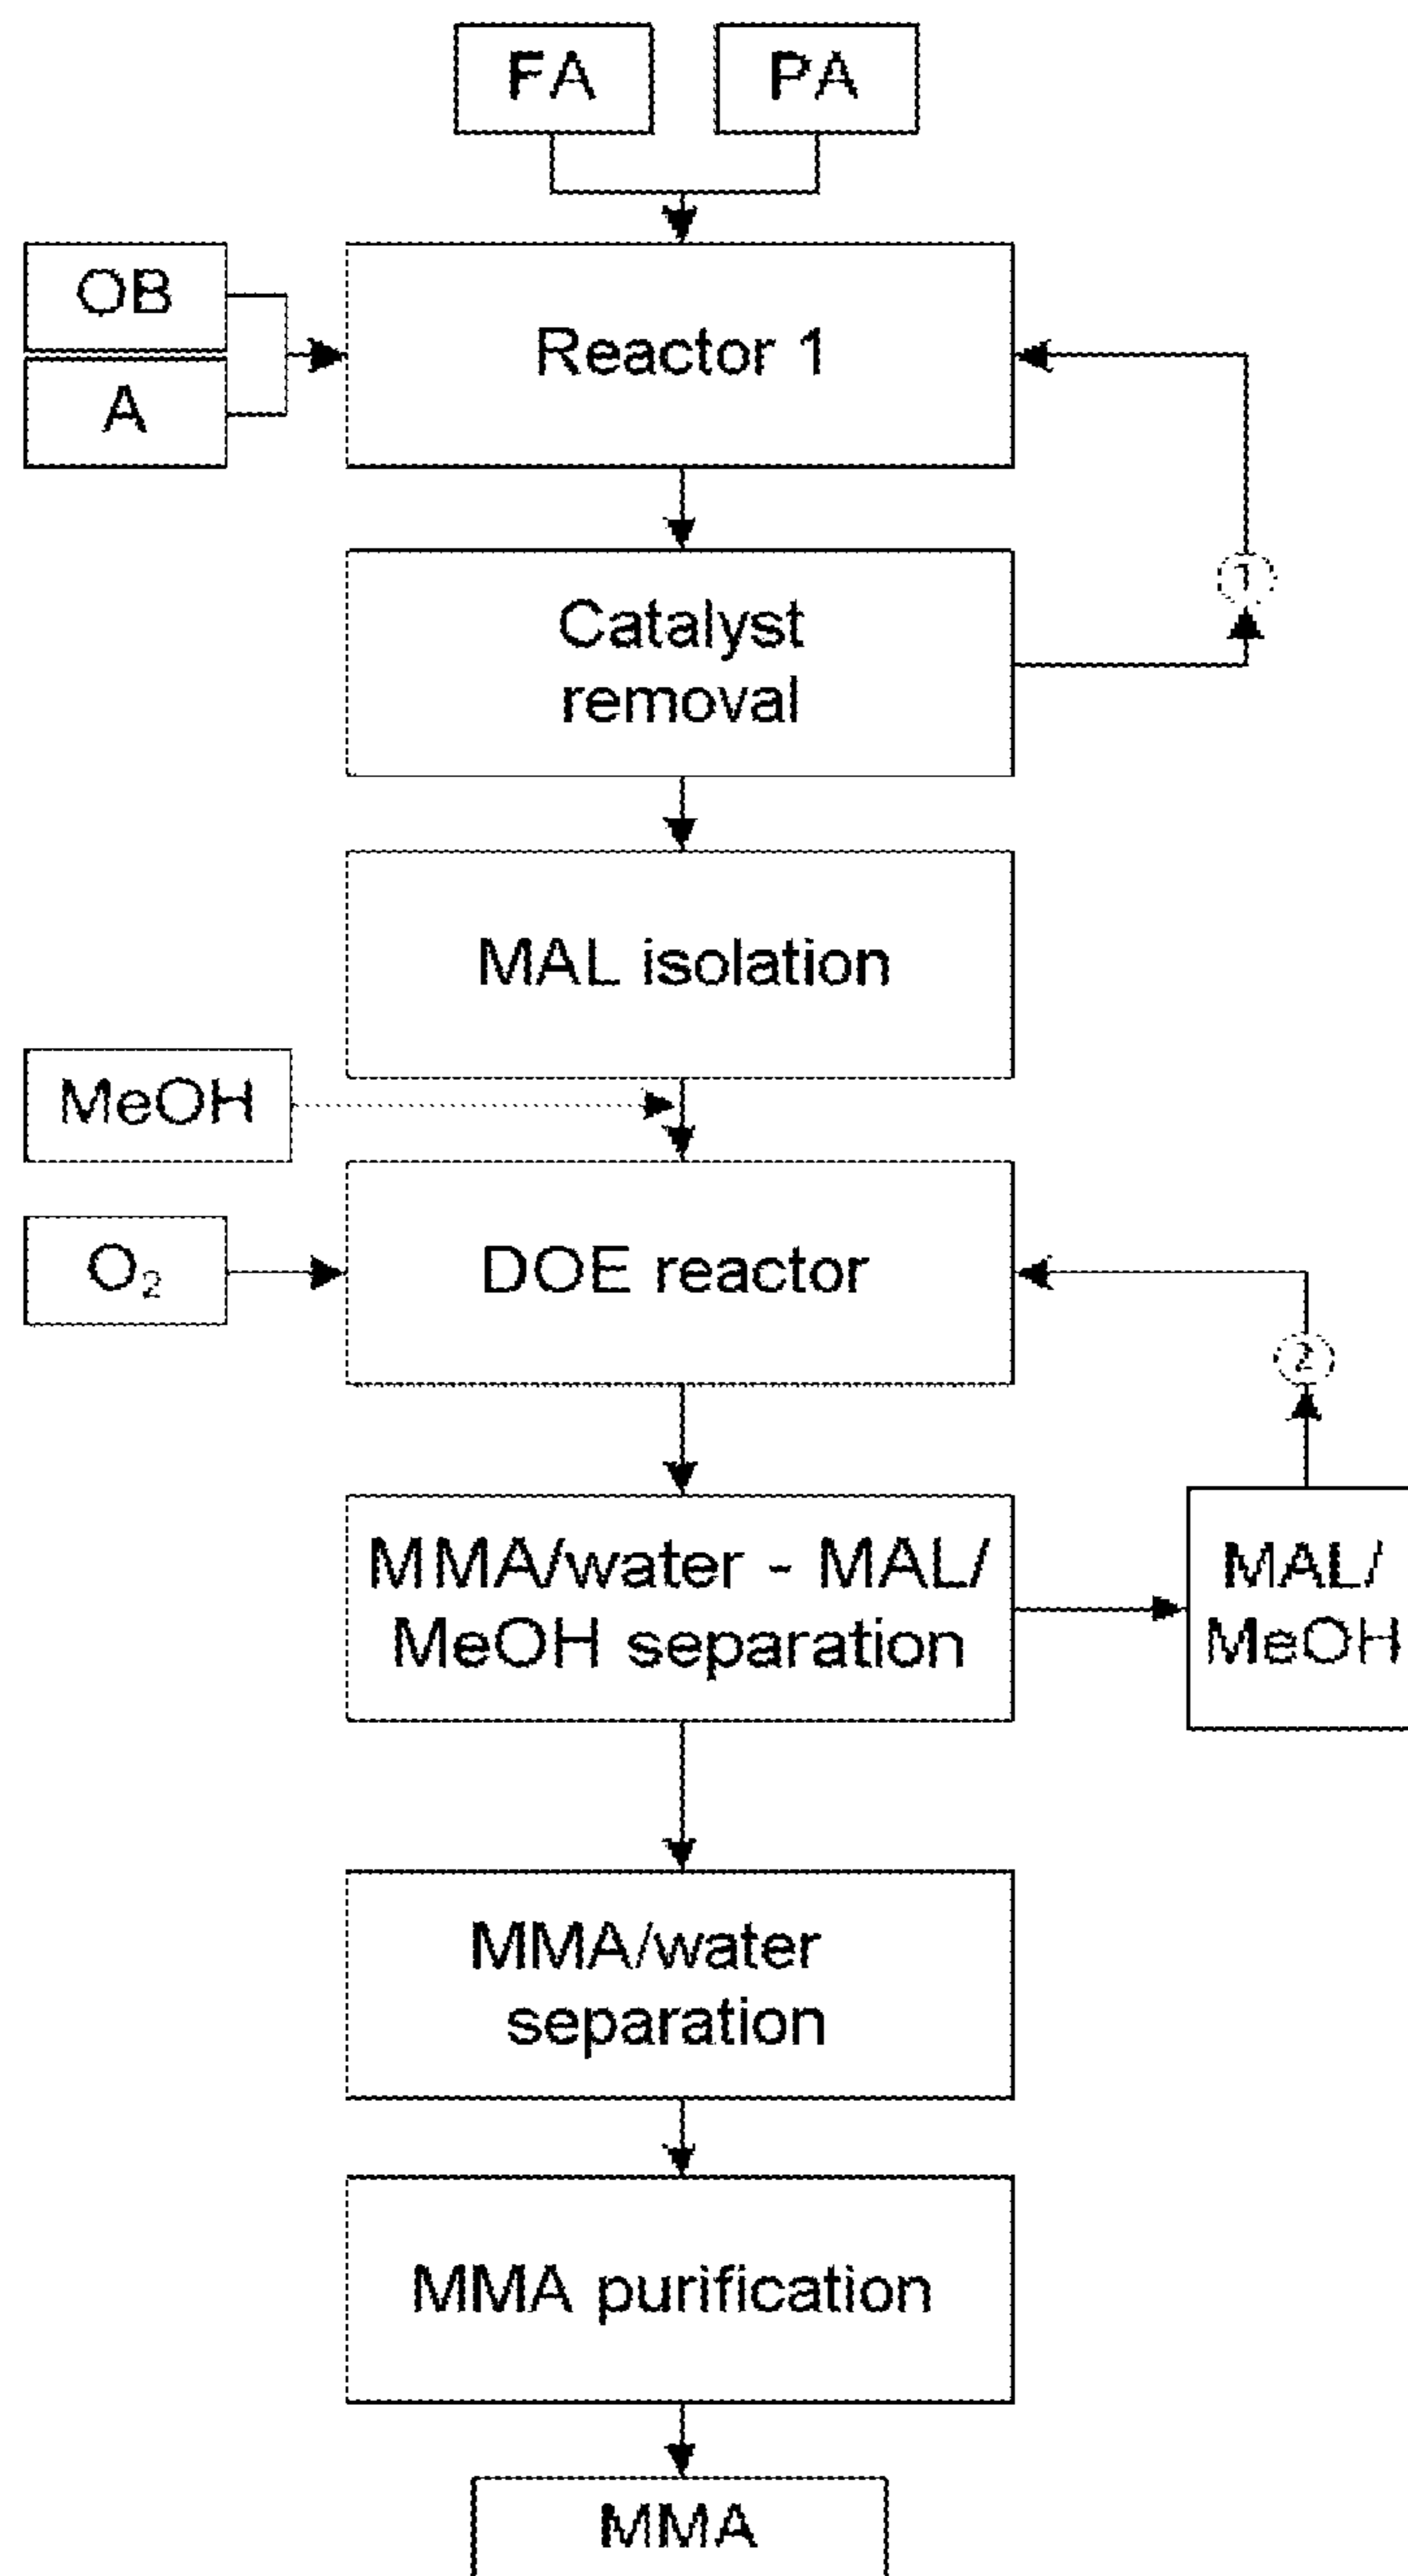 FA
PA
OB
A
Reactor 1
1
Catalyst
removal
MAL isolation
MeOH
O₂
DOE reactor
2
MMA/water - MAL/
MeOH separation
MAL/
MeOH
MMA/water
separation
MMA purification
MMA